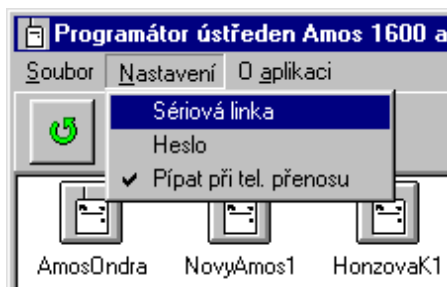 Programátor ústředen Amos 1600 a
Soubor Nastavení O aplikaci
Sériová linka
Heslo
Pípat při tel. přenosu
AmosOndra NovyAmos1 HonzovaK1